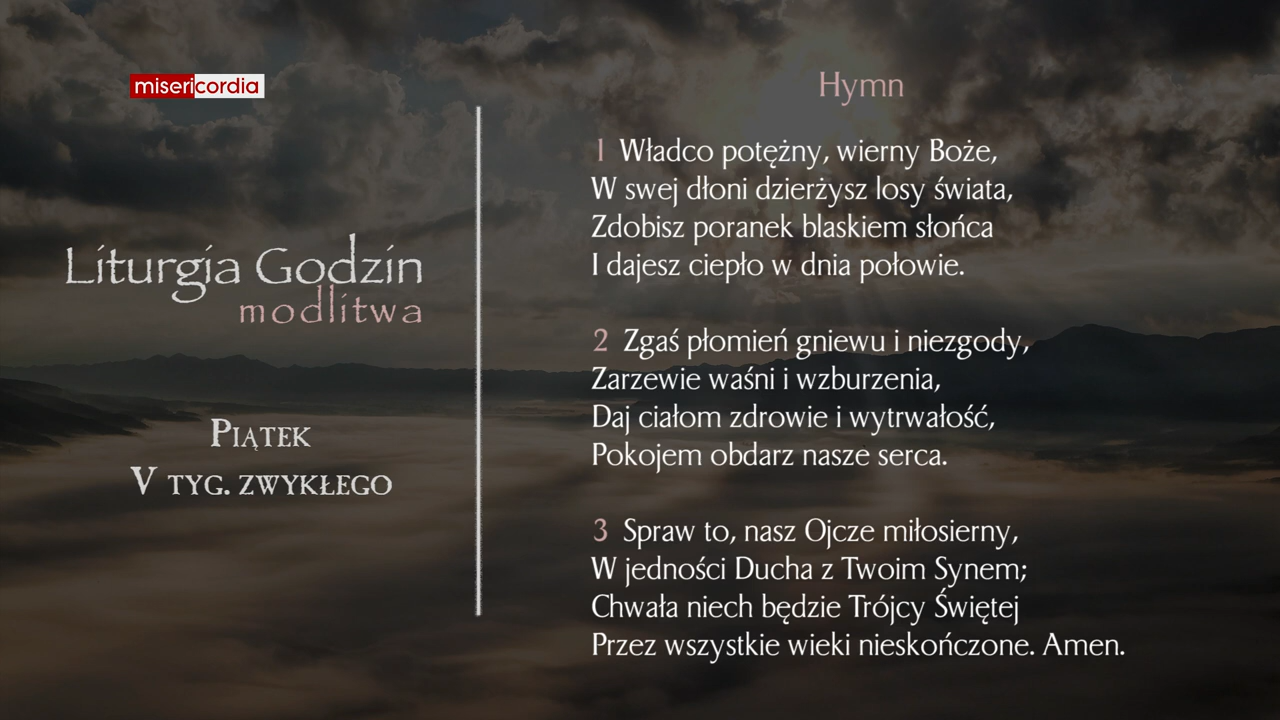 misericordia
Liturgia Godzin
modlitwa
Piątek
V tyg. zwykłego
Hymn
1 Władco potężny, wierny Boże,
W swej dłoni dzierżysz losy świata,
Zdobisz poranek blaskiem słońca
I dajesz ciepło w dnia połowie.
2 Zgaś płomień gniewu i niezgody,
Zarzewie waśni i wzburzenia,
Daj ciałom zdrowie i wytrwałość,
Pokojem obdarz nasze serca.
3 Spraw to, nasz Ojcze miłosierny,
W jedności Ducha z Twoim Synem;
Chwała niech będzie Trójcy Świętej
Przez wszystkie wieki nieskończone. Amen.